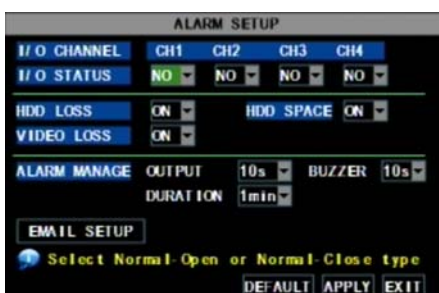 ALARM SETUP
I/O CHANNEL CH1 CH2 CH3 CH4
I/O STATUS NO NO NO NO
HDD LOSS ON HDD SPACE ON
VIDEO LOSS ON
ALARM MANAGE OUTPUT 10s BUZZER 10s
DURATION 1min
EMAIL SETUP
Select Normal-Open or Normal-Close type
DEFAULT APPLY EXIT